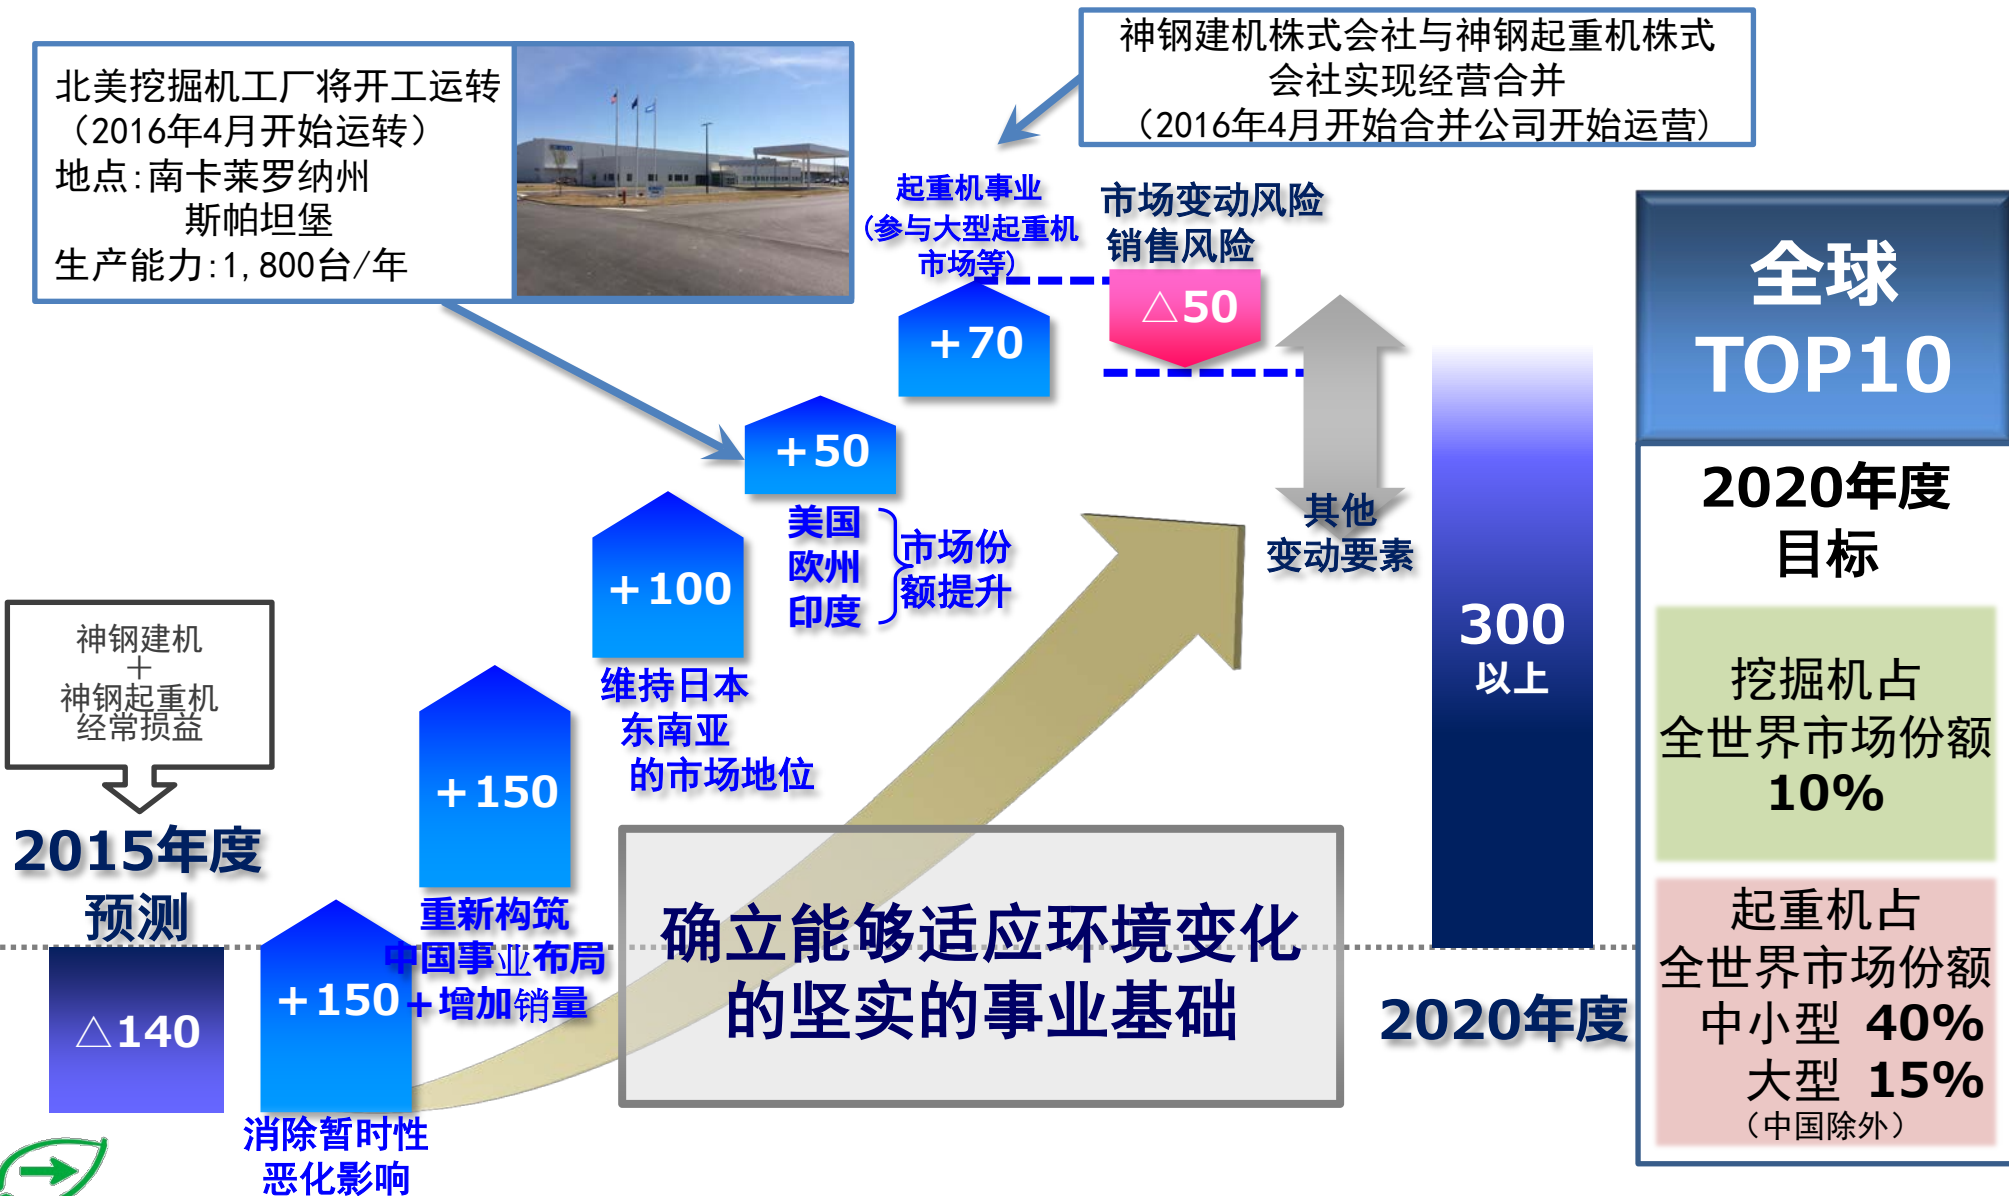 北美挖掘机工厂将开工运转
（2016年4月开始运转）
地点:南卡莱罗纳州
斯帕坦堡
生产能力:1,800台/年
神钢建机株式会社与神钢起重机株式
会社实现经营合并
（2016年4月开始合并公司开始运营）
起重机事业
(参与大型起重机
市场等)
市场变动风险
销售风险
△50
+70
+50
美国
欧州
印度
市场份
额提升
+100
维持日本
东南亚
的市场地位
+150
重新构筑
中国事业布局
+增加销量
+150
消除暂时性
恶化影响
神钢建机
＋
神钢起重机
经常损益
2015年度
预测
△140
其他
变动要素
确立能够适应环境变化
的坚实的事业基础
300
以上
2020年度
全球
TOP10
2020年度
目标
挖掘机占
全世界市场份额
10%
起重机占
全世界市场份额
中小型 40%
大型 15%
（中国除外）